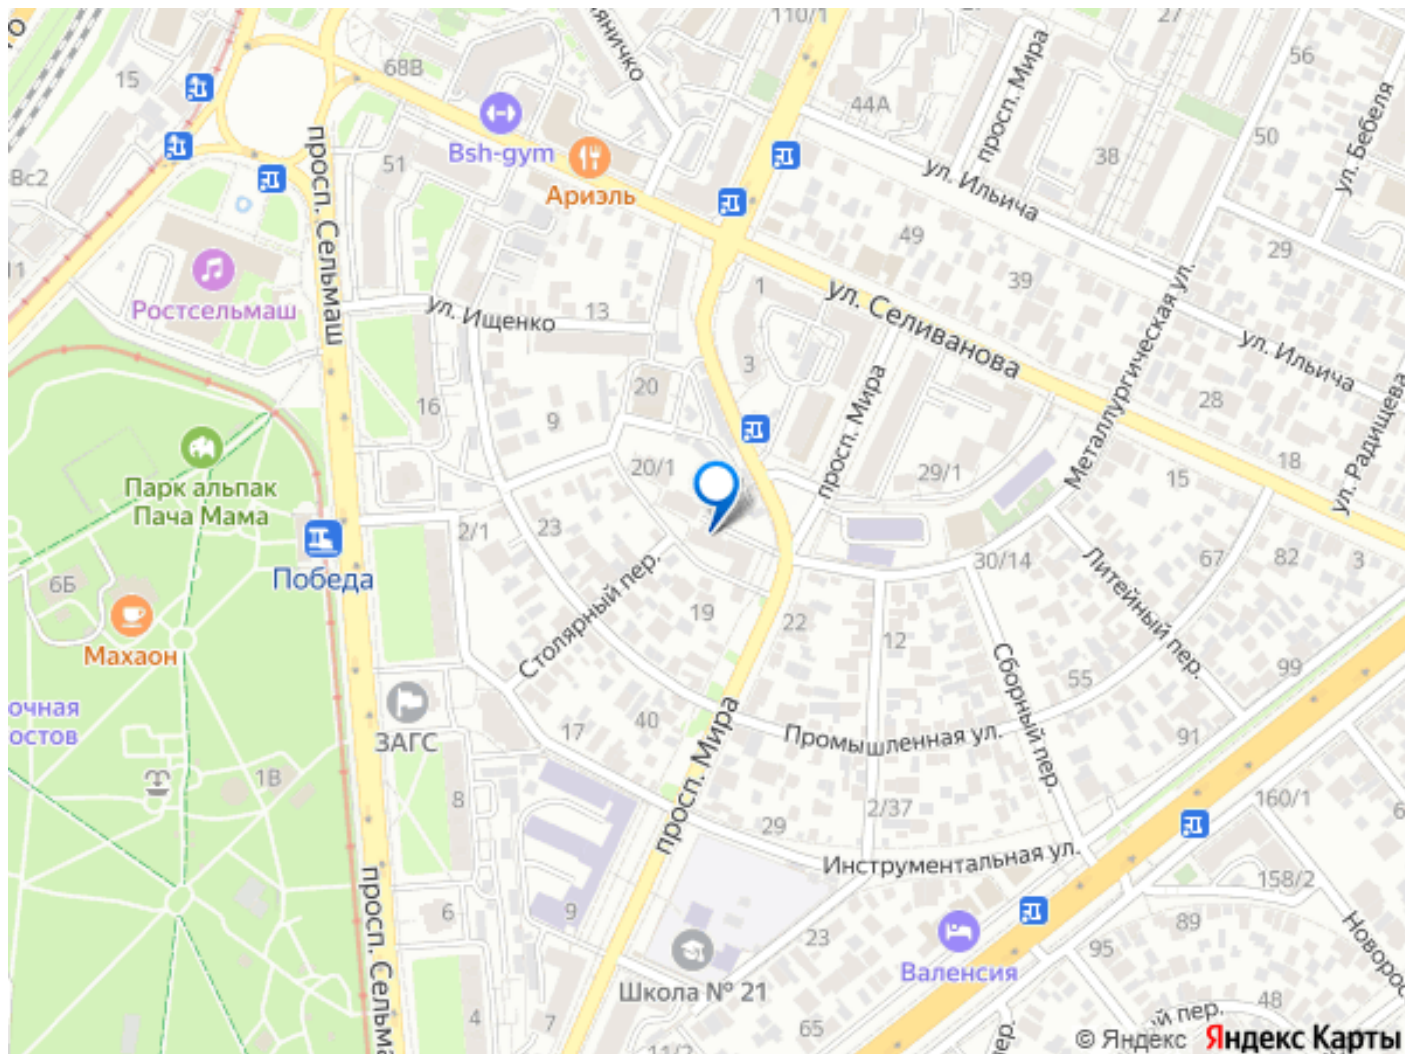 110/1
27
68В
15
просп. Мира
56
44А
Bsh-gym
51
Ариэль
38
50
ул. Бебеля
ул. Ильича
просп. Сельмаш
49
39
29
Ростсельмаш
ул. Ищенко
13
1
3
ул. Селиванова
Металлургическая ул.
ул. Ильича
20
16
9
просп. Мира
28
ул. Радищева
20/1
29/1
15
18
Парк альпак
Пача Мама
2/1
23
Победа
6Б
Столярный пер.
19
22
12
30/14
Литейный пер.
67
82
3
Махаон
Сборный пер.
55
99
ЗАГС
17
40
просп. Мира
Промышленная ул.
91
1В
8
29
2/37
160/1
Инструментальная ул.
158/2
просп. Сельма
6
9
23
Валенсия
89
95
Школа № 21
4
7
65
48
11/2
© Яндекс
Яндекс Карты